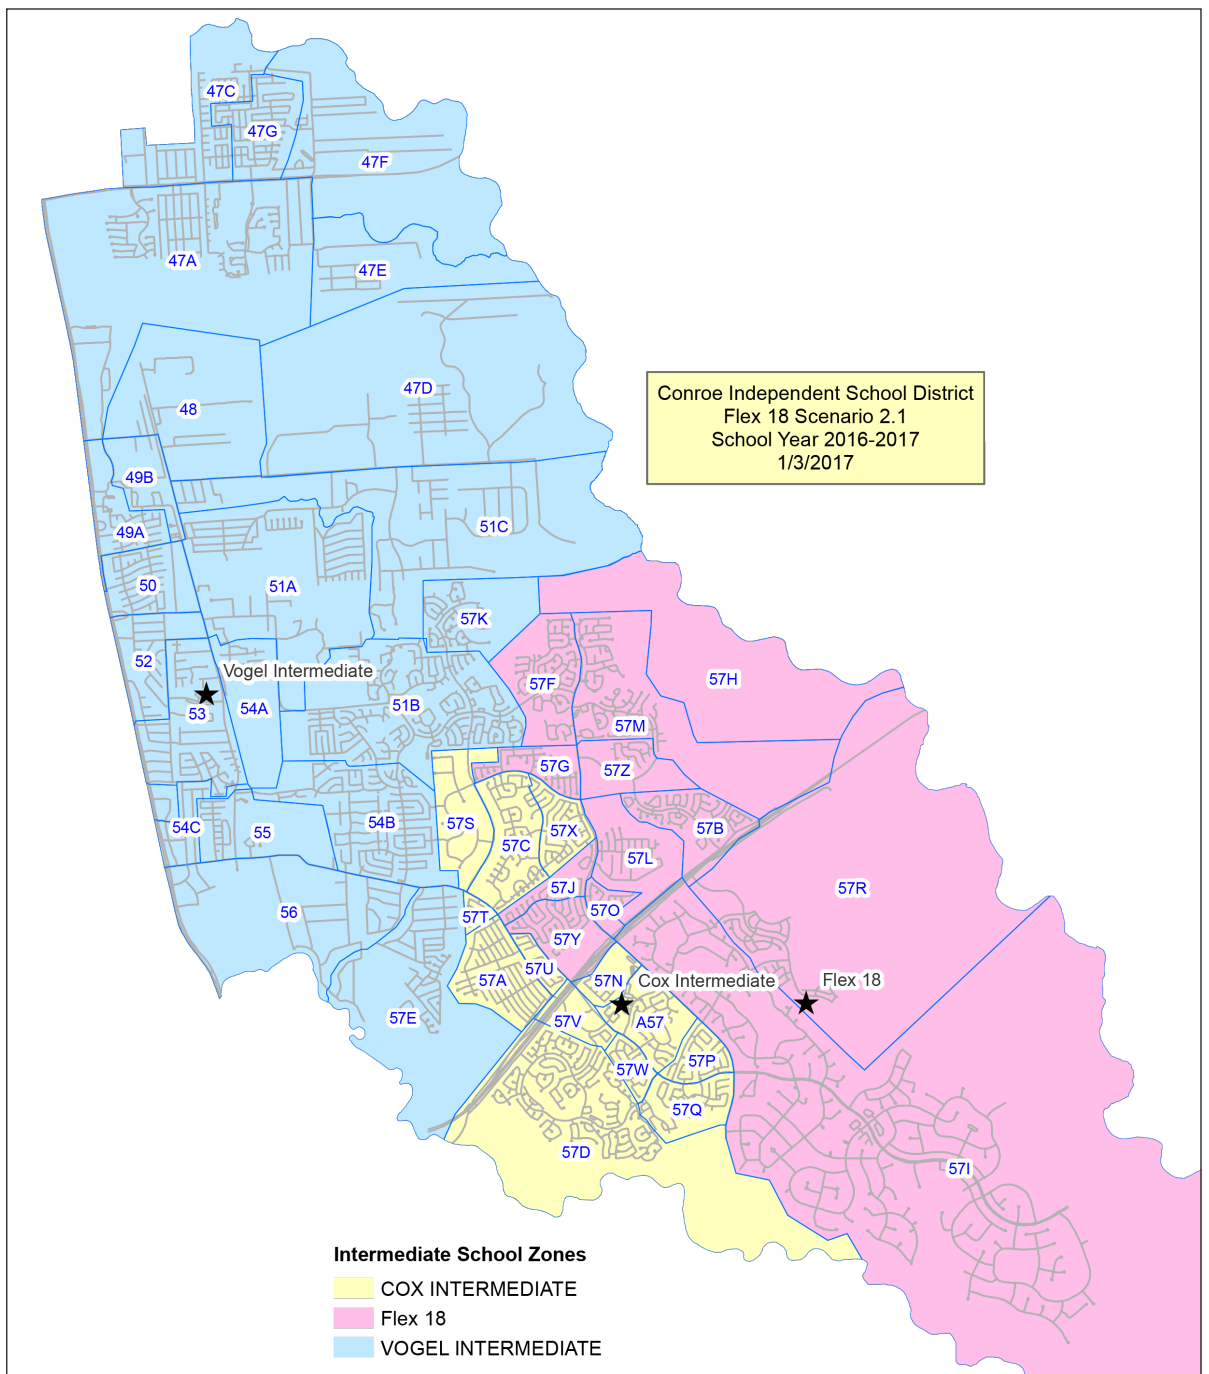 47C
47G
47F
47A
47E
47D
48
Conroe Independent School District
Flex 18 Scenario 2.1
School Year 2016-2017
1/3/2017
49B
49A
51C
50
51A
57K
52
Vogel Intermediate
53
54A
51B
57F
57H
57M
57G
57Z
54C
55
54B
57S
57C
57X
57B
57L
57J
57R
56
57T
57O
57Y
57A
57U
57N
Cox Intermediate
Flex 18
57E
57V
A57
57W
57P
57Q
57D
57I
Intermediate School Zones
COX INTERMEDIATE
Flex 18
VOGEL INTERMEDIATE